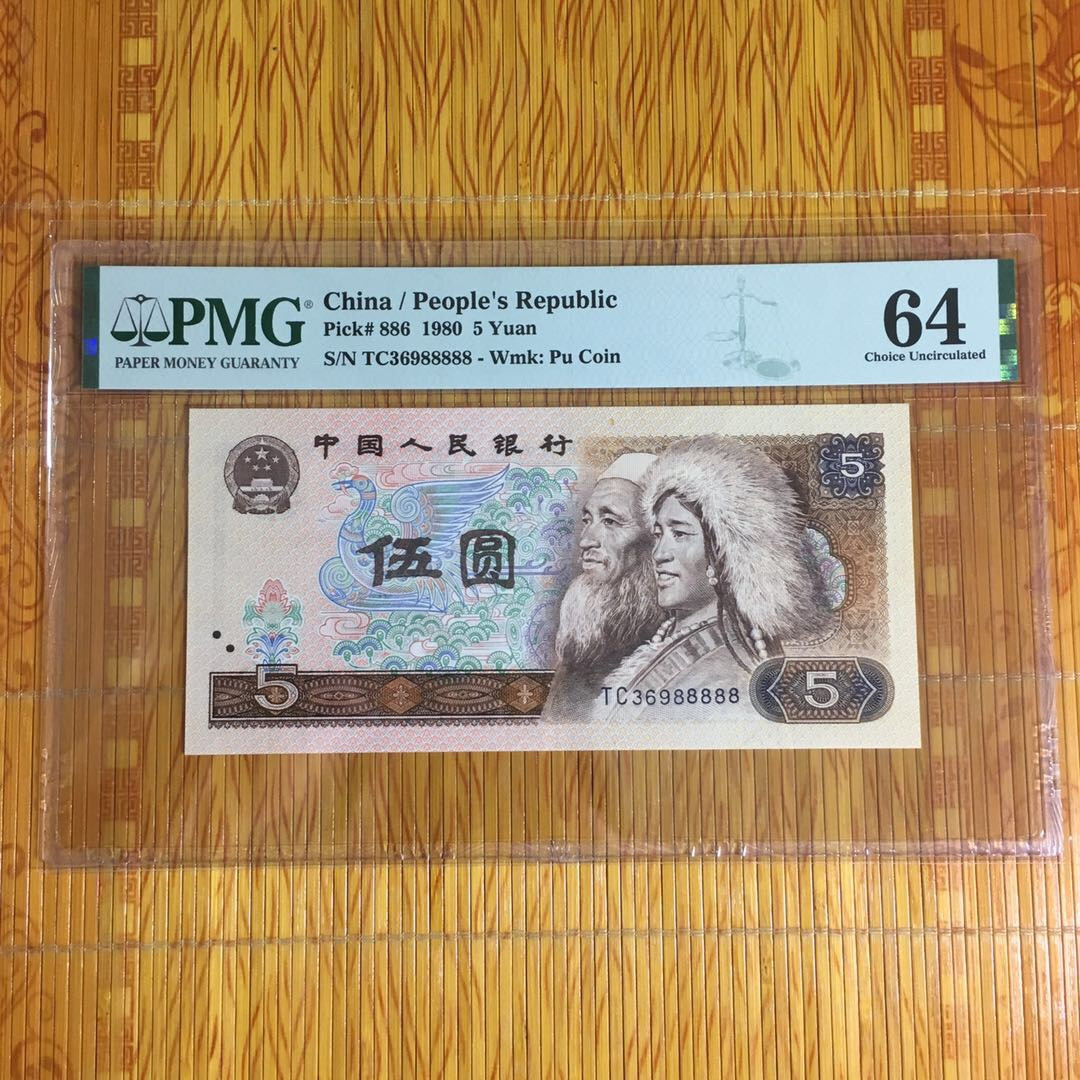 PMG®
PAPER MONEY GUARANTY
China / People's Republic
Pick# 886 1980 5 Yuan
S/N TC36988888 - Wmk: Pu Coin
64
Choice Uncirculated
中国人民银行
5
伍圆
5
TC36988888
5